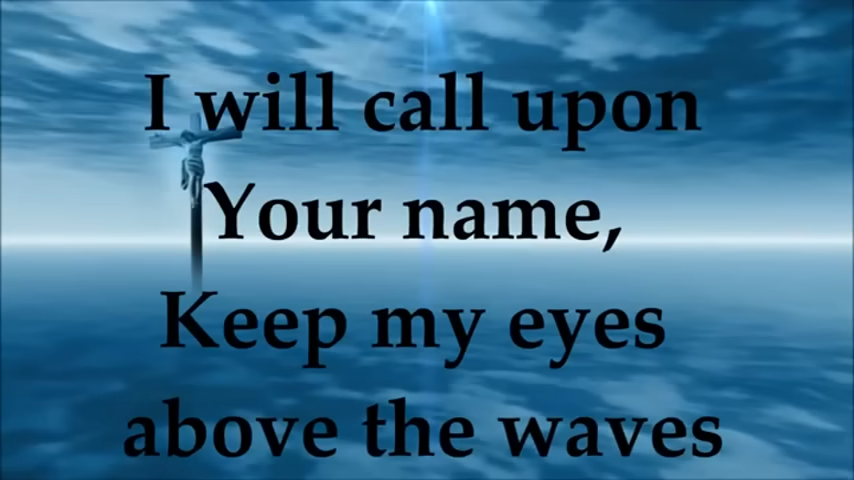 I will call upon
Your name,
Keep my eyes
above the waves